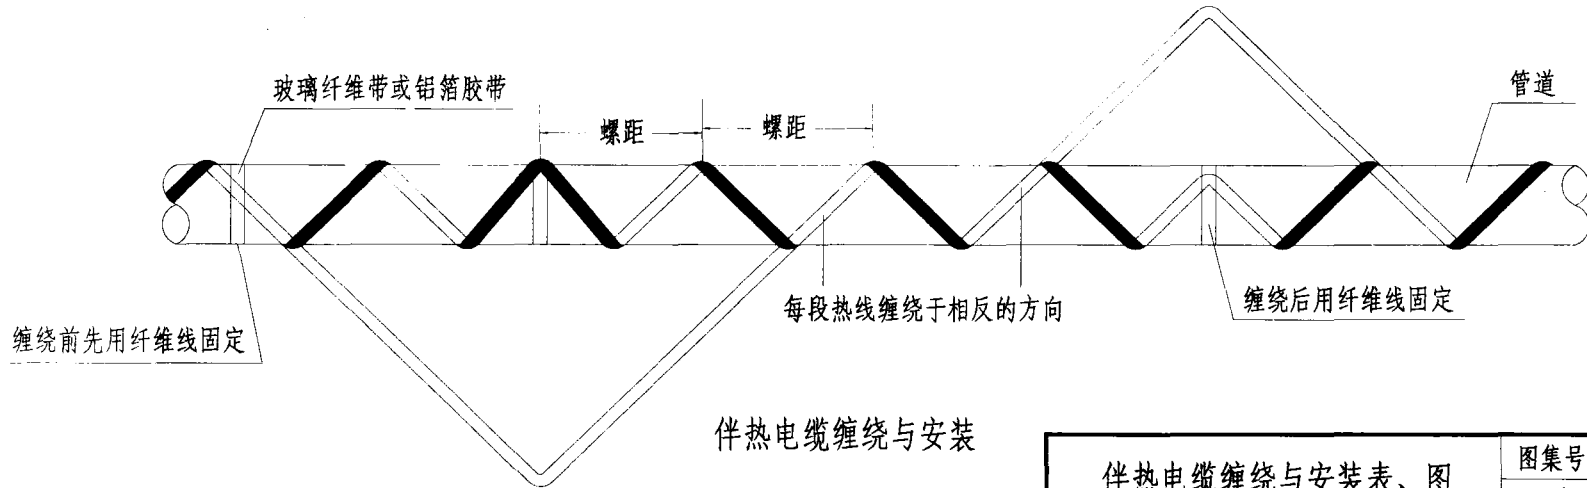 玻璃纤维带或铝箔胶带
管道
螺距
螺距
每段热线缠绕于相反的方向
缠绕后用纤维线固定
缠绕前先用纤维线固定
伴热电缆缠绕与安装
伴热电缆缠绕与安装表、图
图集号